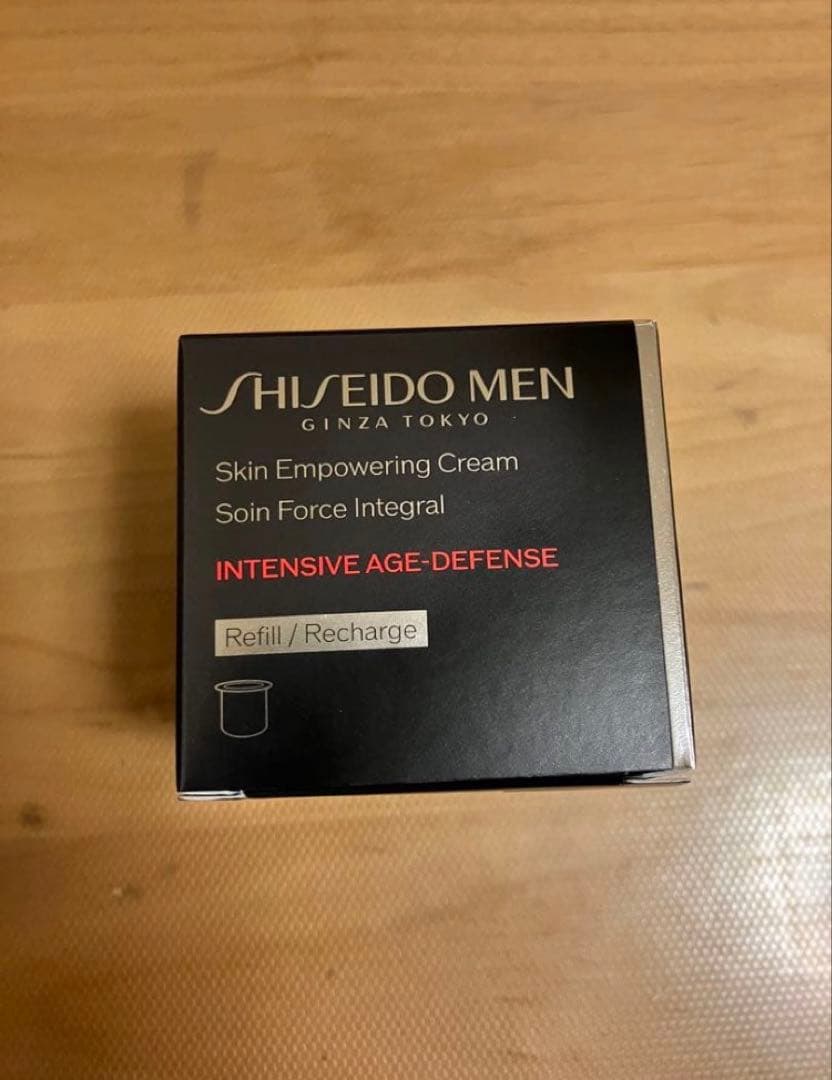 SHISEIDO MEN
GINZA TOKYO
Skin Empowering Cream
Soin Force Integral
INTENSIVE AGE-DEFENSE
Refill / Recharge